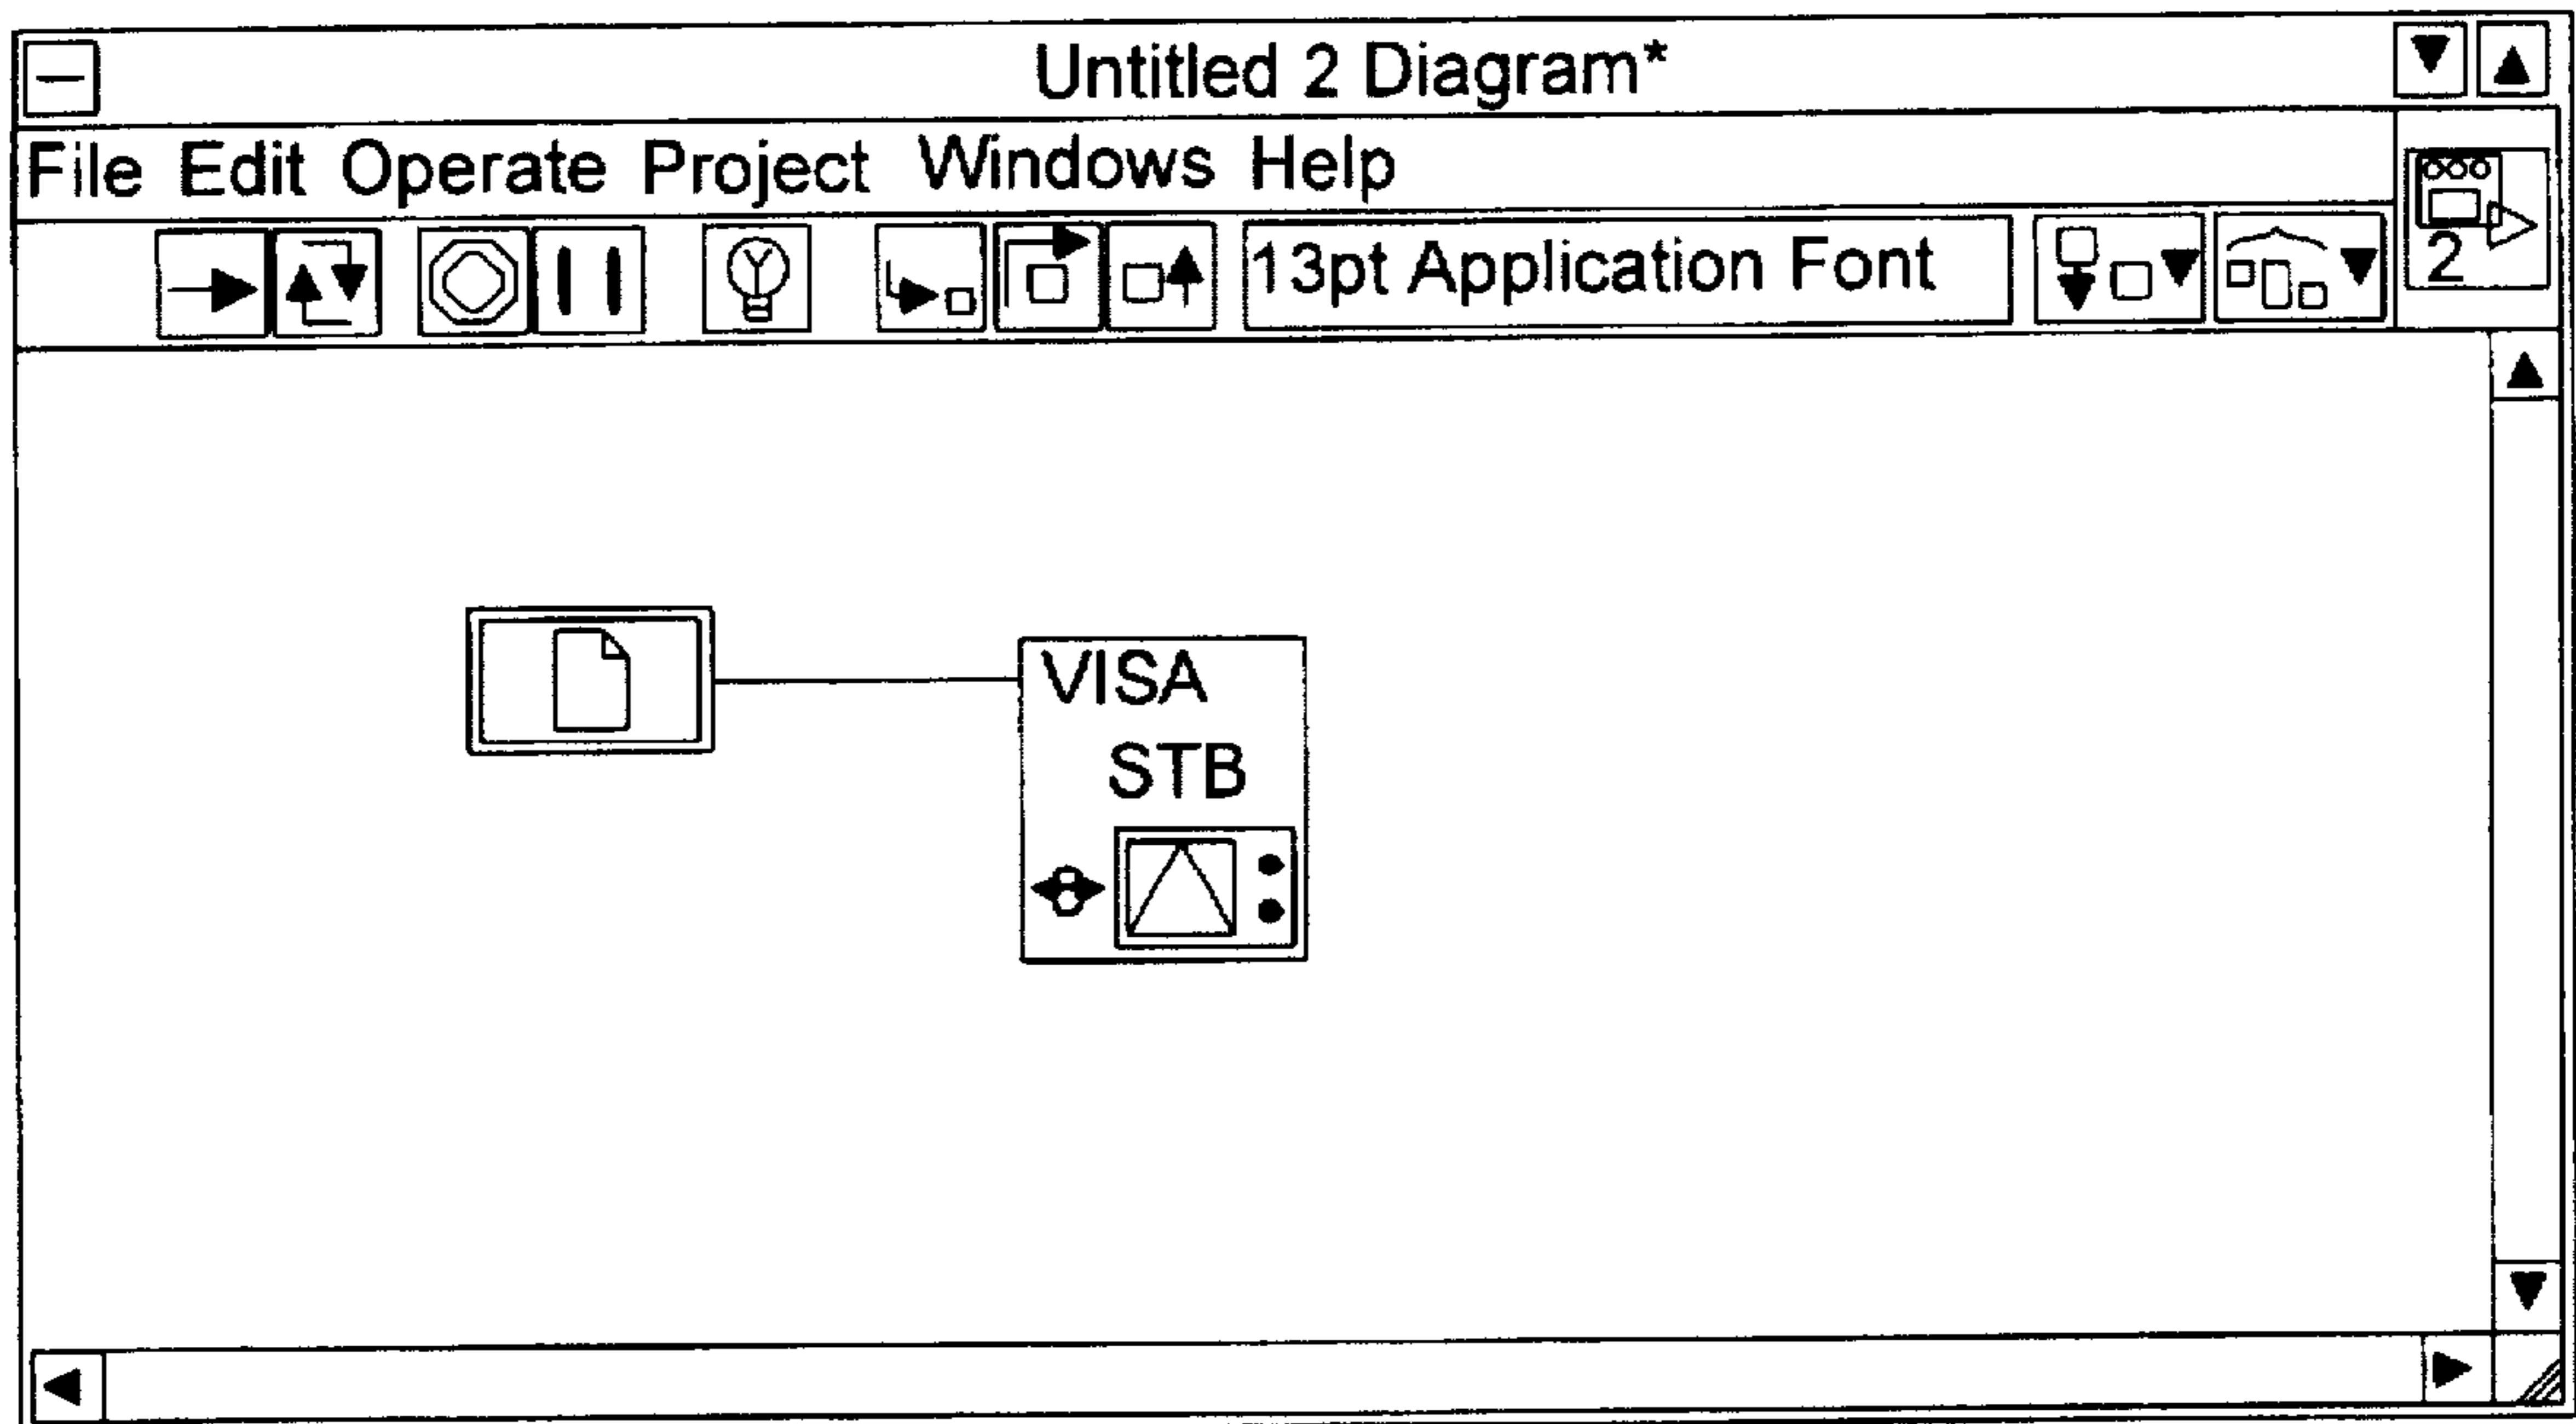 Untitled 2 Diagram*
File Edit Operate Project Windows Help
2
13pt Application Font
VISA
STB